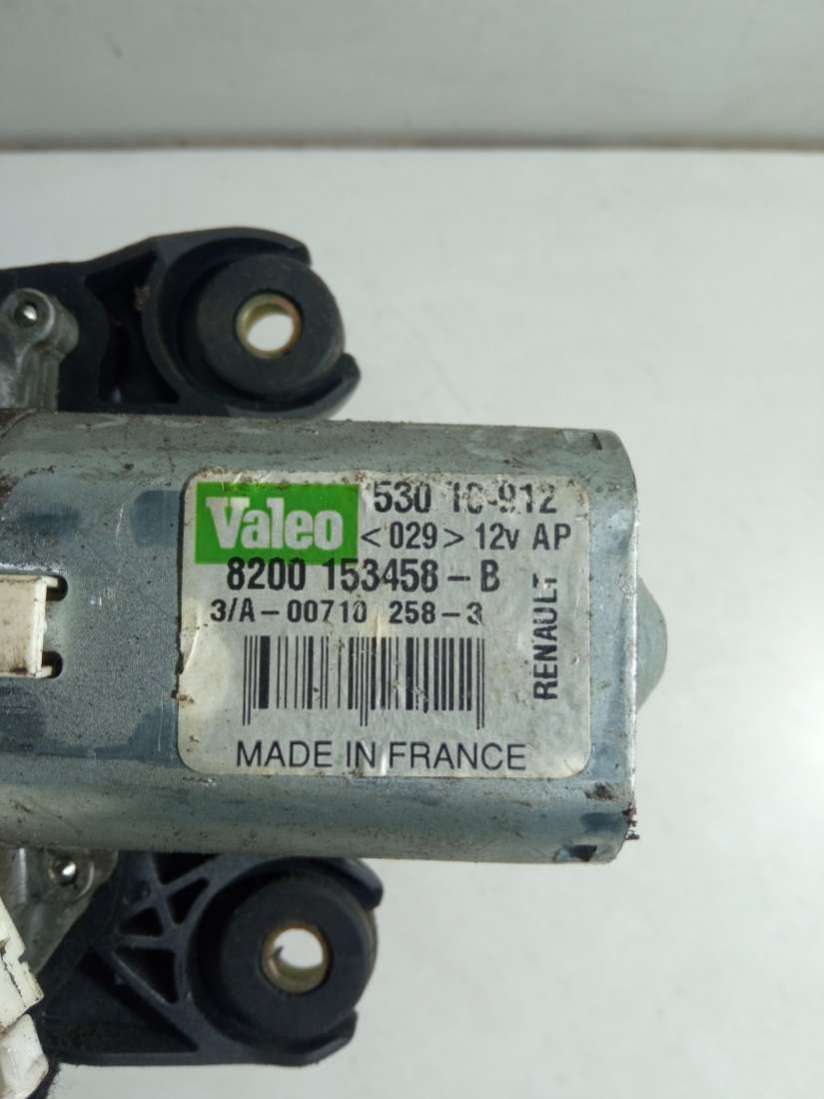 Valeo 530 10-912
<029> 12v AP
8200 153458-B
3/A-00710 258-3
RENAULT
MADE IN FRANCE